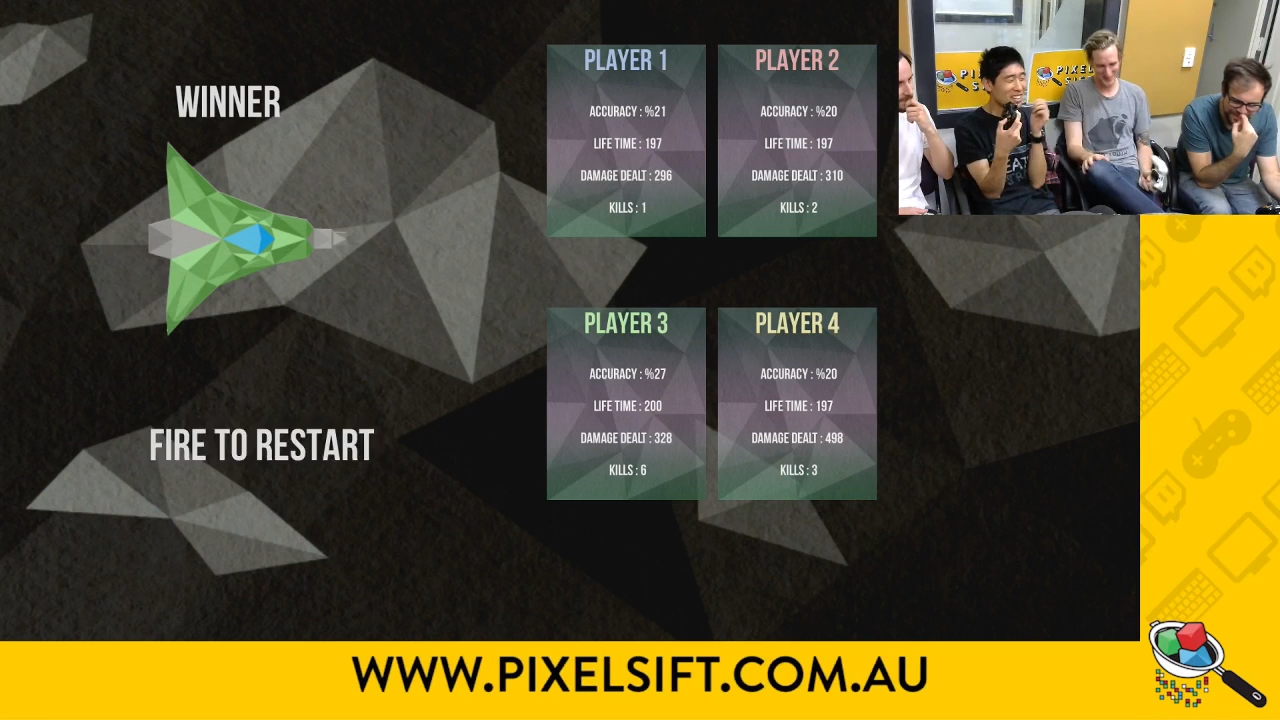 WINNER
FIRE TO RESTART
PLAYER 1
ACCURACY : %21
LIFE TIME : 197
DAMAGE DEALT : 296
KILLS : 1
PLAYER 2
ACCURACY : %20
LIFE TIME : 197
DAMAGE DEALT : 310
KILLS : 2
PLAYER 3
ACCURACY : %27
LIFE TIME : 200
DAMAGE DEALT : 328
KILLS : 6
PLAYER 4
ACCURACY : %20
LIFE TIME : 197
DAMAGE DEALT : 498
KILLS : 3
WWW.PIXELSIFT.COM.AU